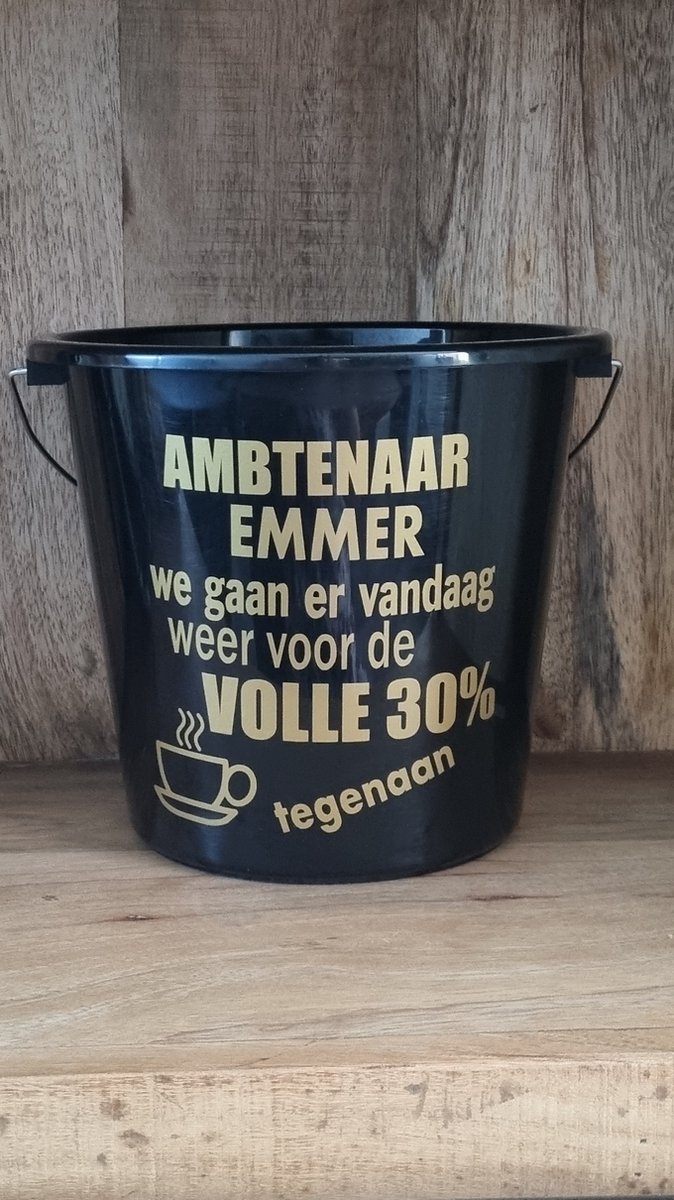 AMBTENAAR
EMMER
we gaan er vandaag
weer voor de
VOLLE 30%
tegenaan